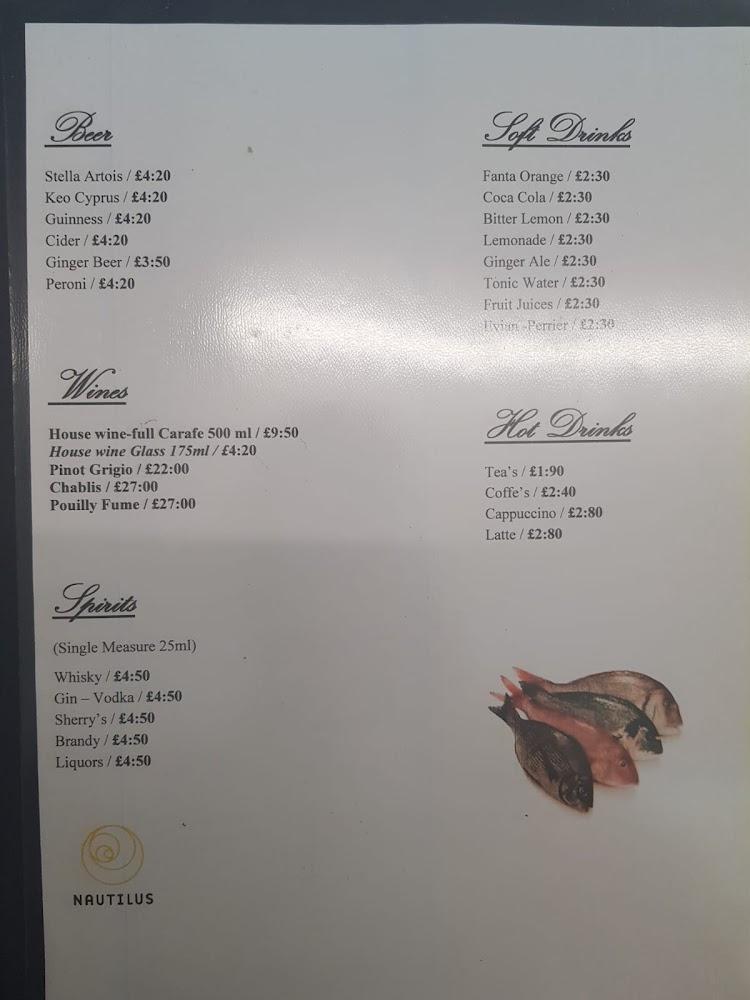 Beer
Stella Artois / £4:20
Keo Cyprus / £4:20
Guinness / £4:20
Cider / £4:20
Ginger Beer / £3:50
Peroni / £4:20
Wines
House wine-full Carafe 500 ml / £9:50
House wine Glass 175ml / £4:20
Pinot Grigio / £22:00
Chablis / £27:00
Pouilly Fume / £27:00
Spirits
(Single Measure 25ml)
Whisky / £4:50
Gin – Vodka / £4:50
Sherry's / £4:50
Brandy / £4:50
Liquors / £4:50
NAUTILUS
Soft Drinks
Fanta Orange / £2:30
Coca Cola / £2:30
Bitter Lemon / £2:30
Lemonade / £2:30
Ginger Ale / £2:30
Tonic Water / £2:30
Fruit Juices / £2:30
Evian -Perrier / £2:30
Hot Drinks
Tea's / £1:90
Coffe's / £2:40
Cappuccino / £2:80
Latte / £2:80